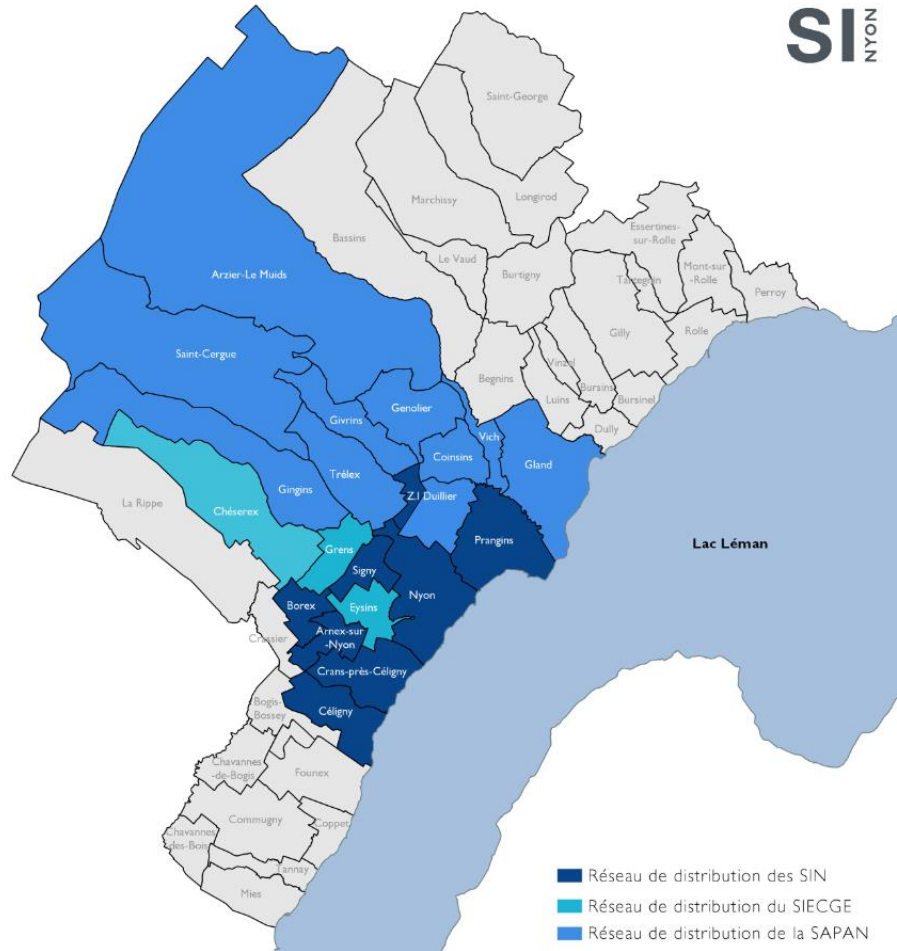 SI
NYON
Saint-George
Longirod
Marchissy
Essertines-
sur-Rolle
Bassins
Le Vaud
Burtigny
Tartegnin
Mont-sur
-Rolle
Perroy
Arzier-Le Muids
Gilly
Rolle
Saint-Cergue
Vinzel
Begnins
Bursins
Bursinel
Luins
Genolier
Givrins
Dully
Vich
Coinsins
Gland
Trélex
Gingins
Z.I Duillier
La Rippe
Chéserex
Prangins
Lac Léman
Grens
Signy
Nyon
Borex
Eysins
Arnex-sur
-Nyon
Crassier
Crans-près-Céligny
Bogis-
Bossey
Céligny
Chavannes
-de-Bogis
Founex
Commugny
Coppet
Chavannes
des-Bois
Tannay
Mies
Réseau de distribution des SIN
Réseau de distribution du SIECGE
Réseau de distribution de la SAPAN